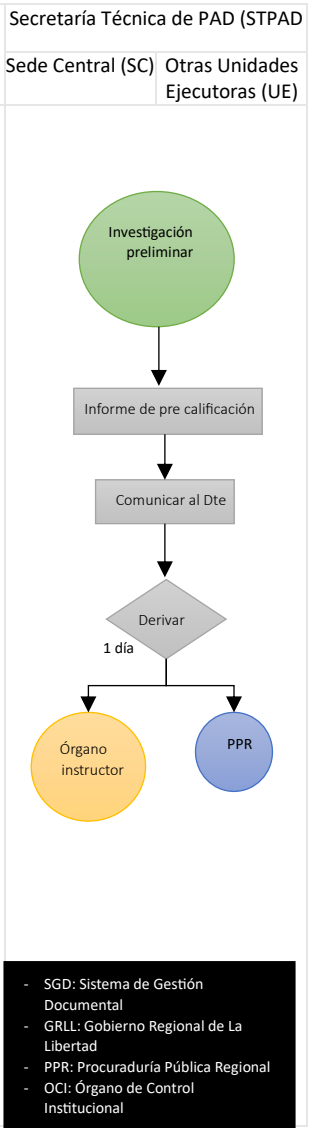 Secretaría Técnica de PAD (STPAD
Sede Central (SC)
Otras Unidades
Ejecutoras (UE)
Investigación
preliminar
Informe de pre calificación
Comunicar al Dte
Derivar
1 día
Órgano
instructor
PPR
- SGD: Sistema de Gestión
Documental
- GRLL: Gobierno Regional de La
Libertad
- PPR: Procuraduría Pública Regional
- OCI: Órgano de Control
Institucional